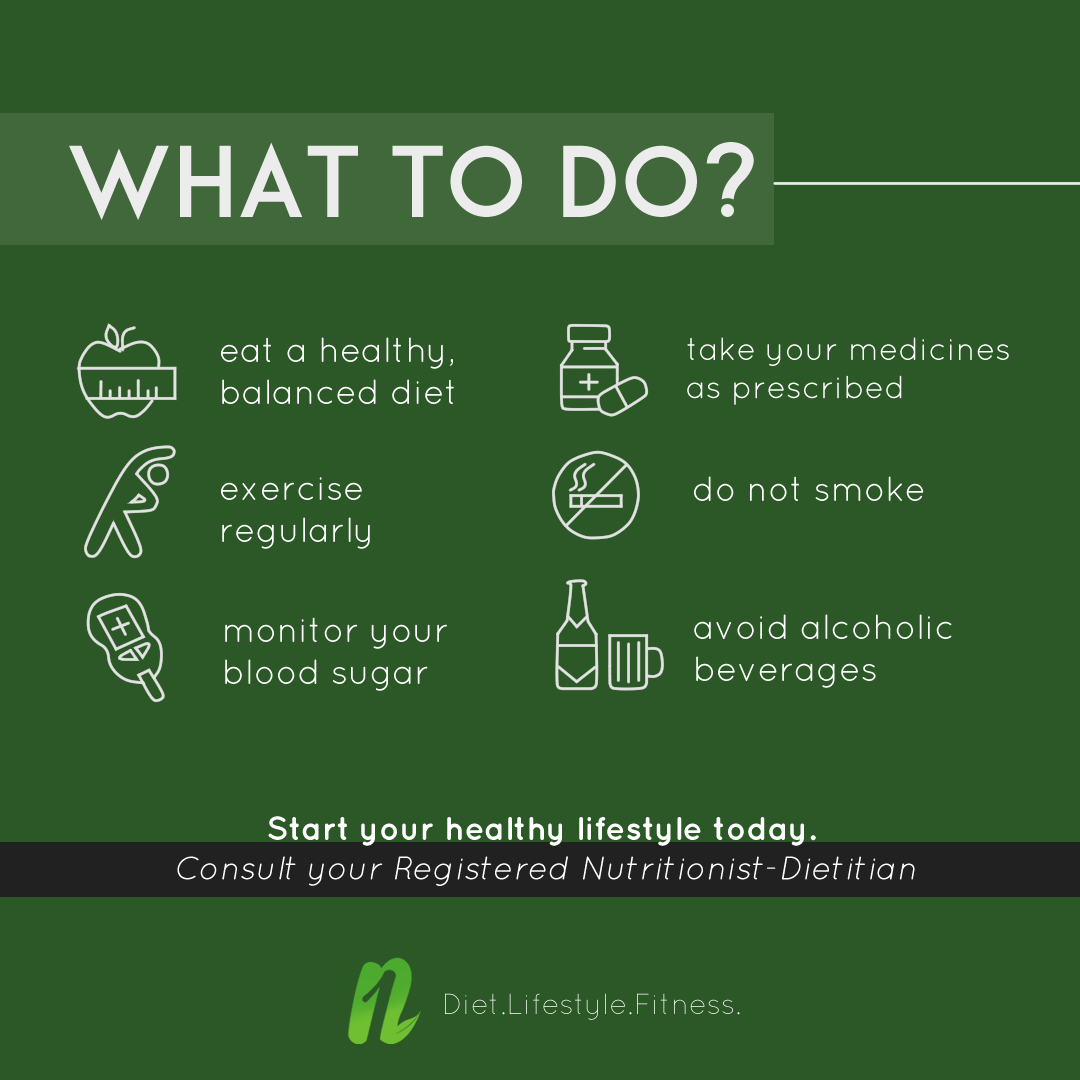 WHAT TO DO?
eat a healthy,
balanced diet
exercise
regularly
monitor your
blood sugar
take your medicines
as prescribed
do not smoke
avoid alcoholic
beverages
Start your healthy lifestyle today.
Consult your Registered Nutritionist-Dietitian
n Diet.Lifestyle.Fitness.